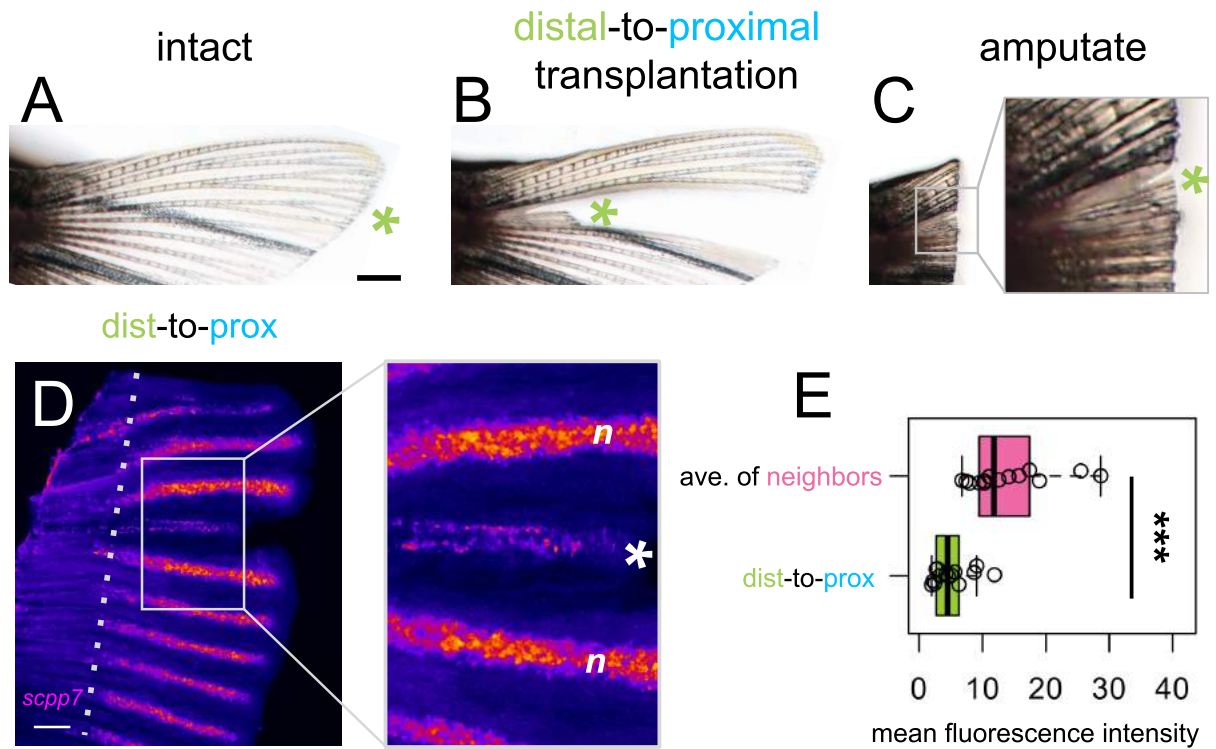 intact
distal-to-proximal
transplantation
amputate
A
B
C
*
*
*
dist-to-prox
D
n
*
n
scpp7
E
ave. of neighbors
dist-to-prox
***
0 10 20 30 40
mean fluorescence intensity